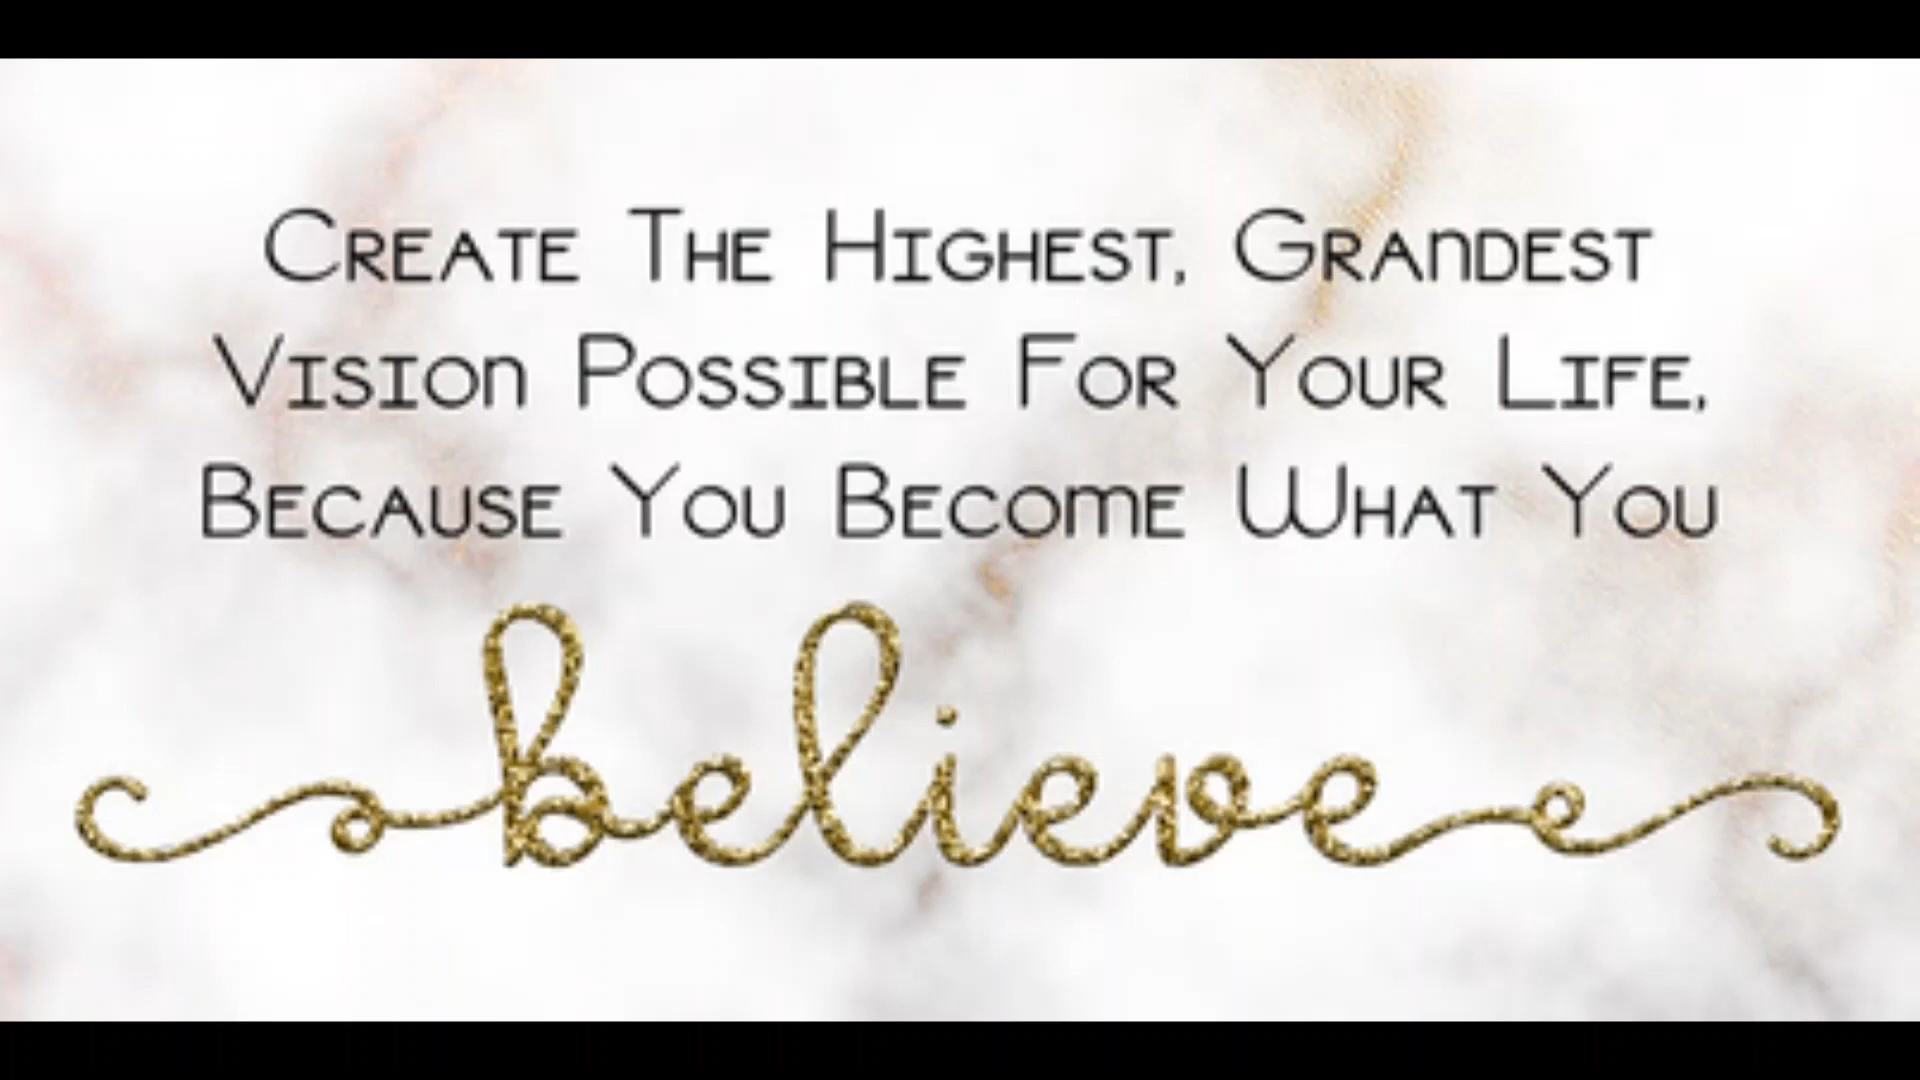 Create The Highest, Grandest
Vision Possible For Your Life,
Because You Become What You
believe